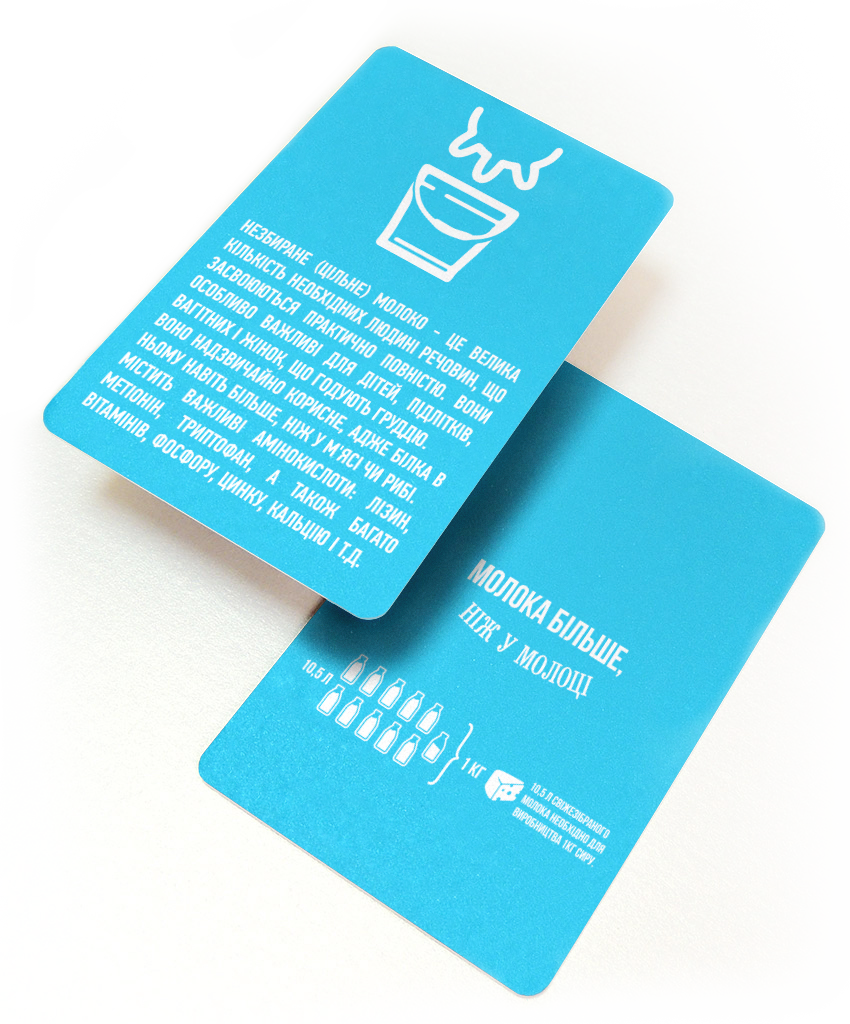 НЕЗБИРАНЕ (ЦІЛЬНЕ) МОЛОКО - ЦЕ ВЕЛИКА
КІЛЬКІСТЬ НЕОБХІДНИХ ЛЮДИНІ РЕЧОВИН, ЩО
ЗАСВОЮЮТЬСЯ ПРАКТИЧНО ПОВНІСТЮ. ВОНИ
ОСОБЛИВО ВАЖЛИВІ ДЛЯ ДІТЕЙ, ПІДЛІТКІВ,
ВАГІТНИХ І ЖІНОК, ЩО ГОДУЮТЬ ГРУДДЮ.
ВОНО НАДЗВИЧАЙНО КОРИСНЕ, АДЖЕ БІЛКА В
НЬОМУ НАВІТЬ БІЛЬШЕ, НІЖ У М'ЯСІ ЧИ РИБІ.
МІСТИТЬ ВАЖЛИВІ АМІНОКИСЛОТИ: ЛІЗИН,
МЕТІОНІН, ТРИПТОФАН, А ТАКОЖ БАГАТО
ВІТАМІНІВ, ФОСФОРУ, ЦИНКУ, КАЛЬЦІЮ І Т.Д.
МОЛОКА БІЛЬШЕ,
НІЖ У МОЛОЦІ
10,5 Л
1 КГ
10,5 Л СВІЖЕЗІБРАНОГО
МОЛОКА НЕОБХІДНО ДЛЯ
ВИРОБНИЦТВА 1КГ СИРУ.